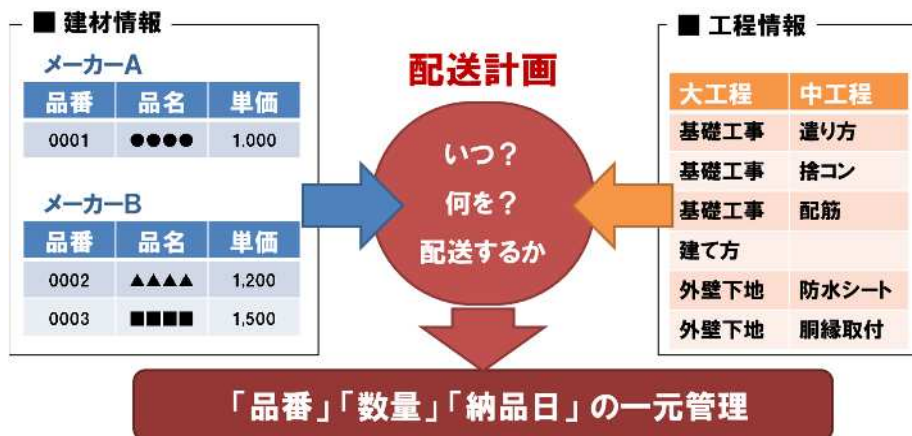 ■ 建材情報
メーカーA
品番 品名 単価
0001 ●●●● 1.000
メーカーB
品番 品名 単価
0002 ▲▲▲▲ 1,200
0003 ■■■■ 1,500
配送計画
いつ?
何を?
配送するか
■ 工程情報
大工程 中工程
基礎工事 遣り方
基礎工事 捨コン
基礎工事 配筋
建て方
外壁下地 防水シート
外壁下地 胴縁取付
「品番」「数量」「納品日」の一元管理